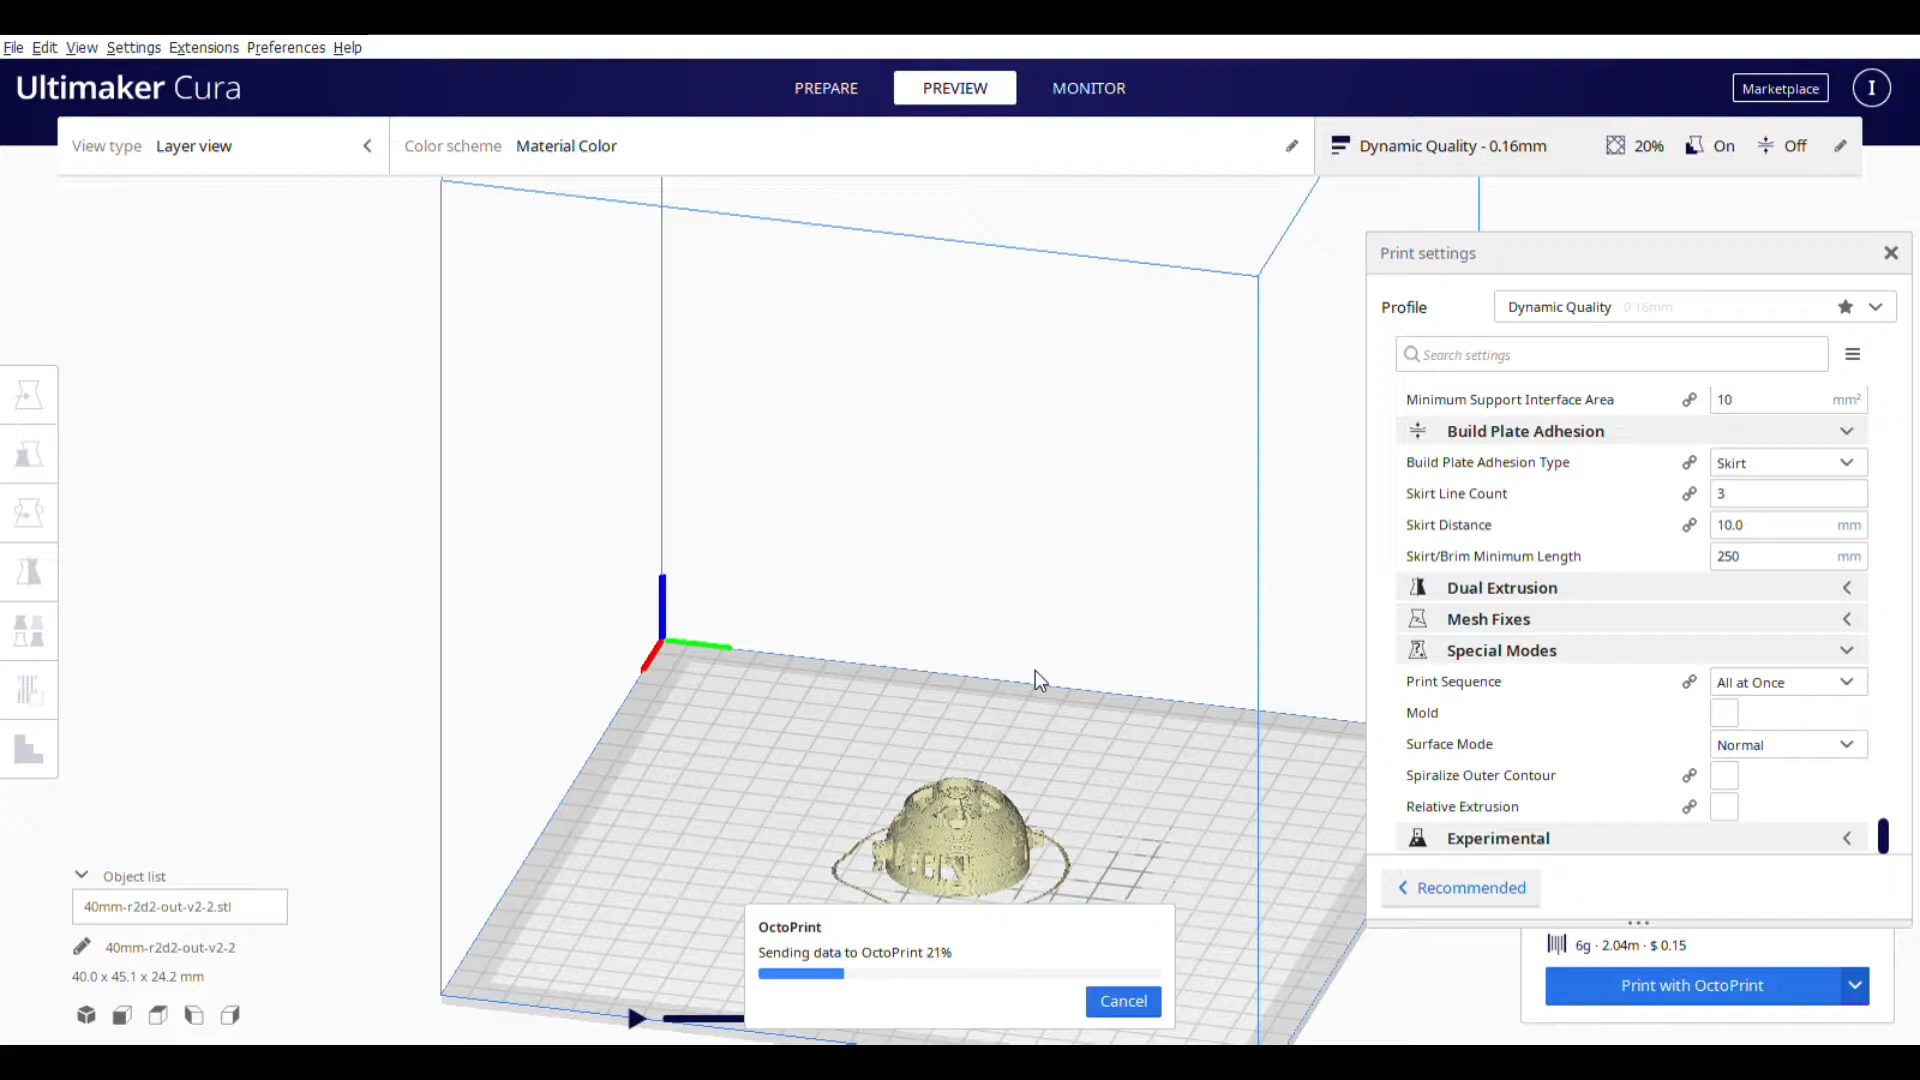 File Edit View Settings Extensions Preferences Help
Ultimaker Cura
PREPARE PREVIEW MONITOR
Marketplace I
View type Layer view
Color scheme Material Color
Dynamic Quality - 0.16mm 20% On Off
Print settings
Profile Dynamic Quality 0.16mm
Search settings
Minimum Support Interface Area 10 mm²
Build Plate Adhesion
Build Plate Adhesion Type Skirt
Skirt Line Count 3
Skirt Distance 10.0 mm
Skirt/Brim Minimum Length 250 mm
Dual Extrusion
Mesh Fixes
Special Modes
Print Sequence All at Once
Mold
Surface Mode Normal
Spiralize Outer Contour
Relative Extrusion
Experimental
Recommended
Object list
40mm-r2d2-out-v2-2.stl
40mm-r2d2-out-v2-2
40.0 x 45.1 x 24.2 mm
OctoPrint
Sending data to OctoPrint 21%
Cancel
6g · 2.04m · $ 0.15
Print with OctoPrint